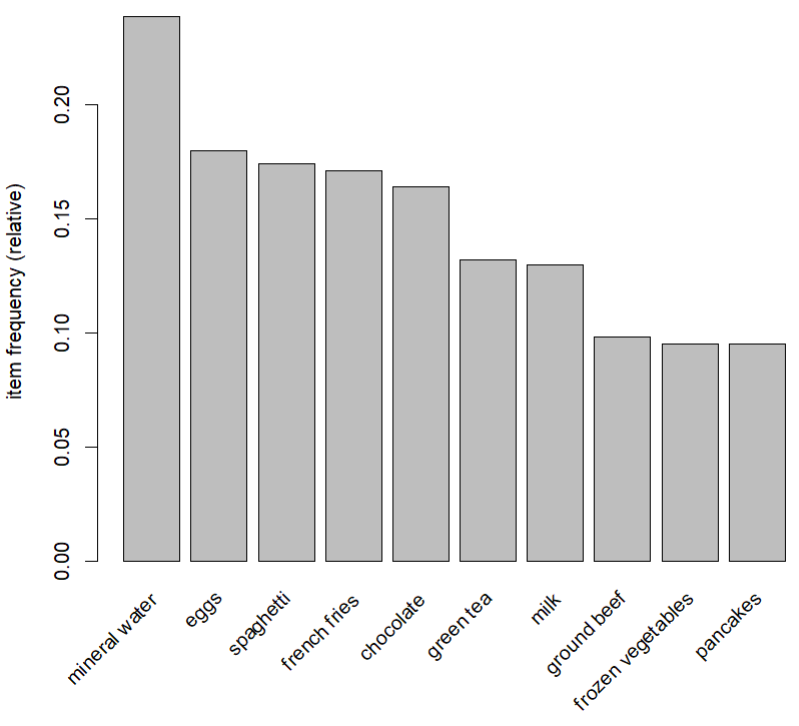 item frequency (relative)
0.20
0.15
0.10
0.05
0.00
mineral water
eggs
spaghetti
french fries
chocolate
green tea
milk
ground beef
frozen vegetables
pancakes